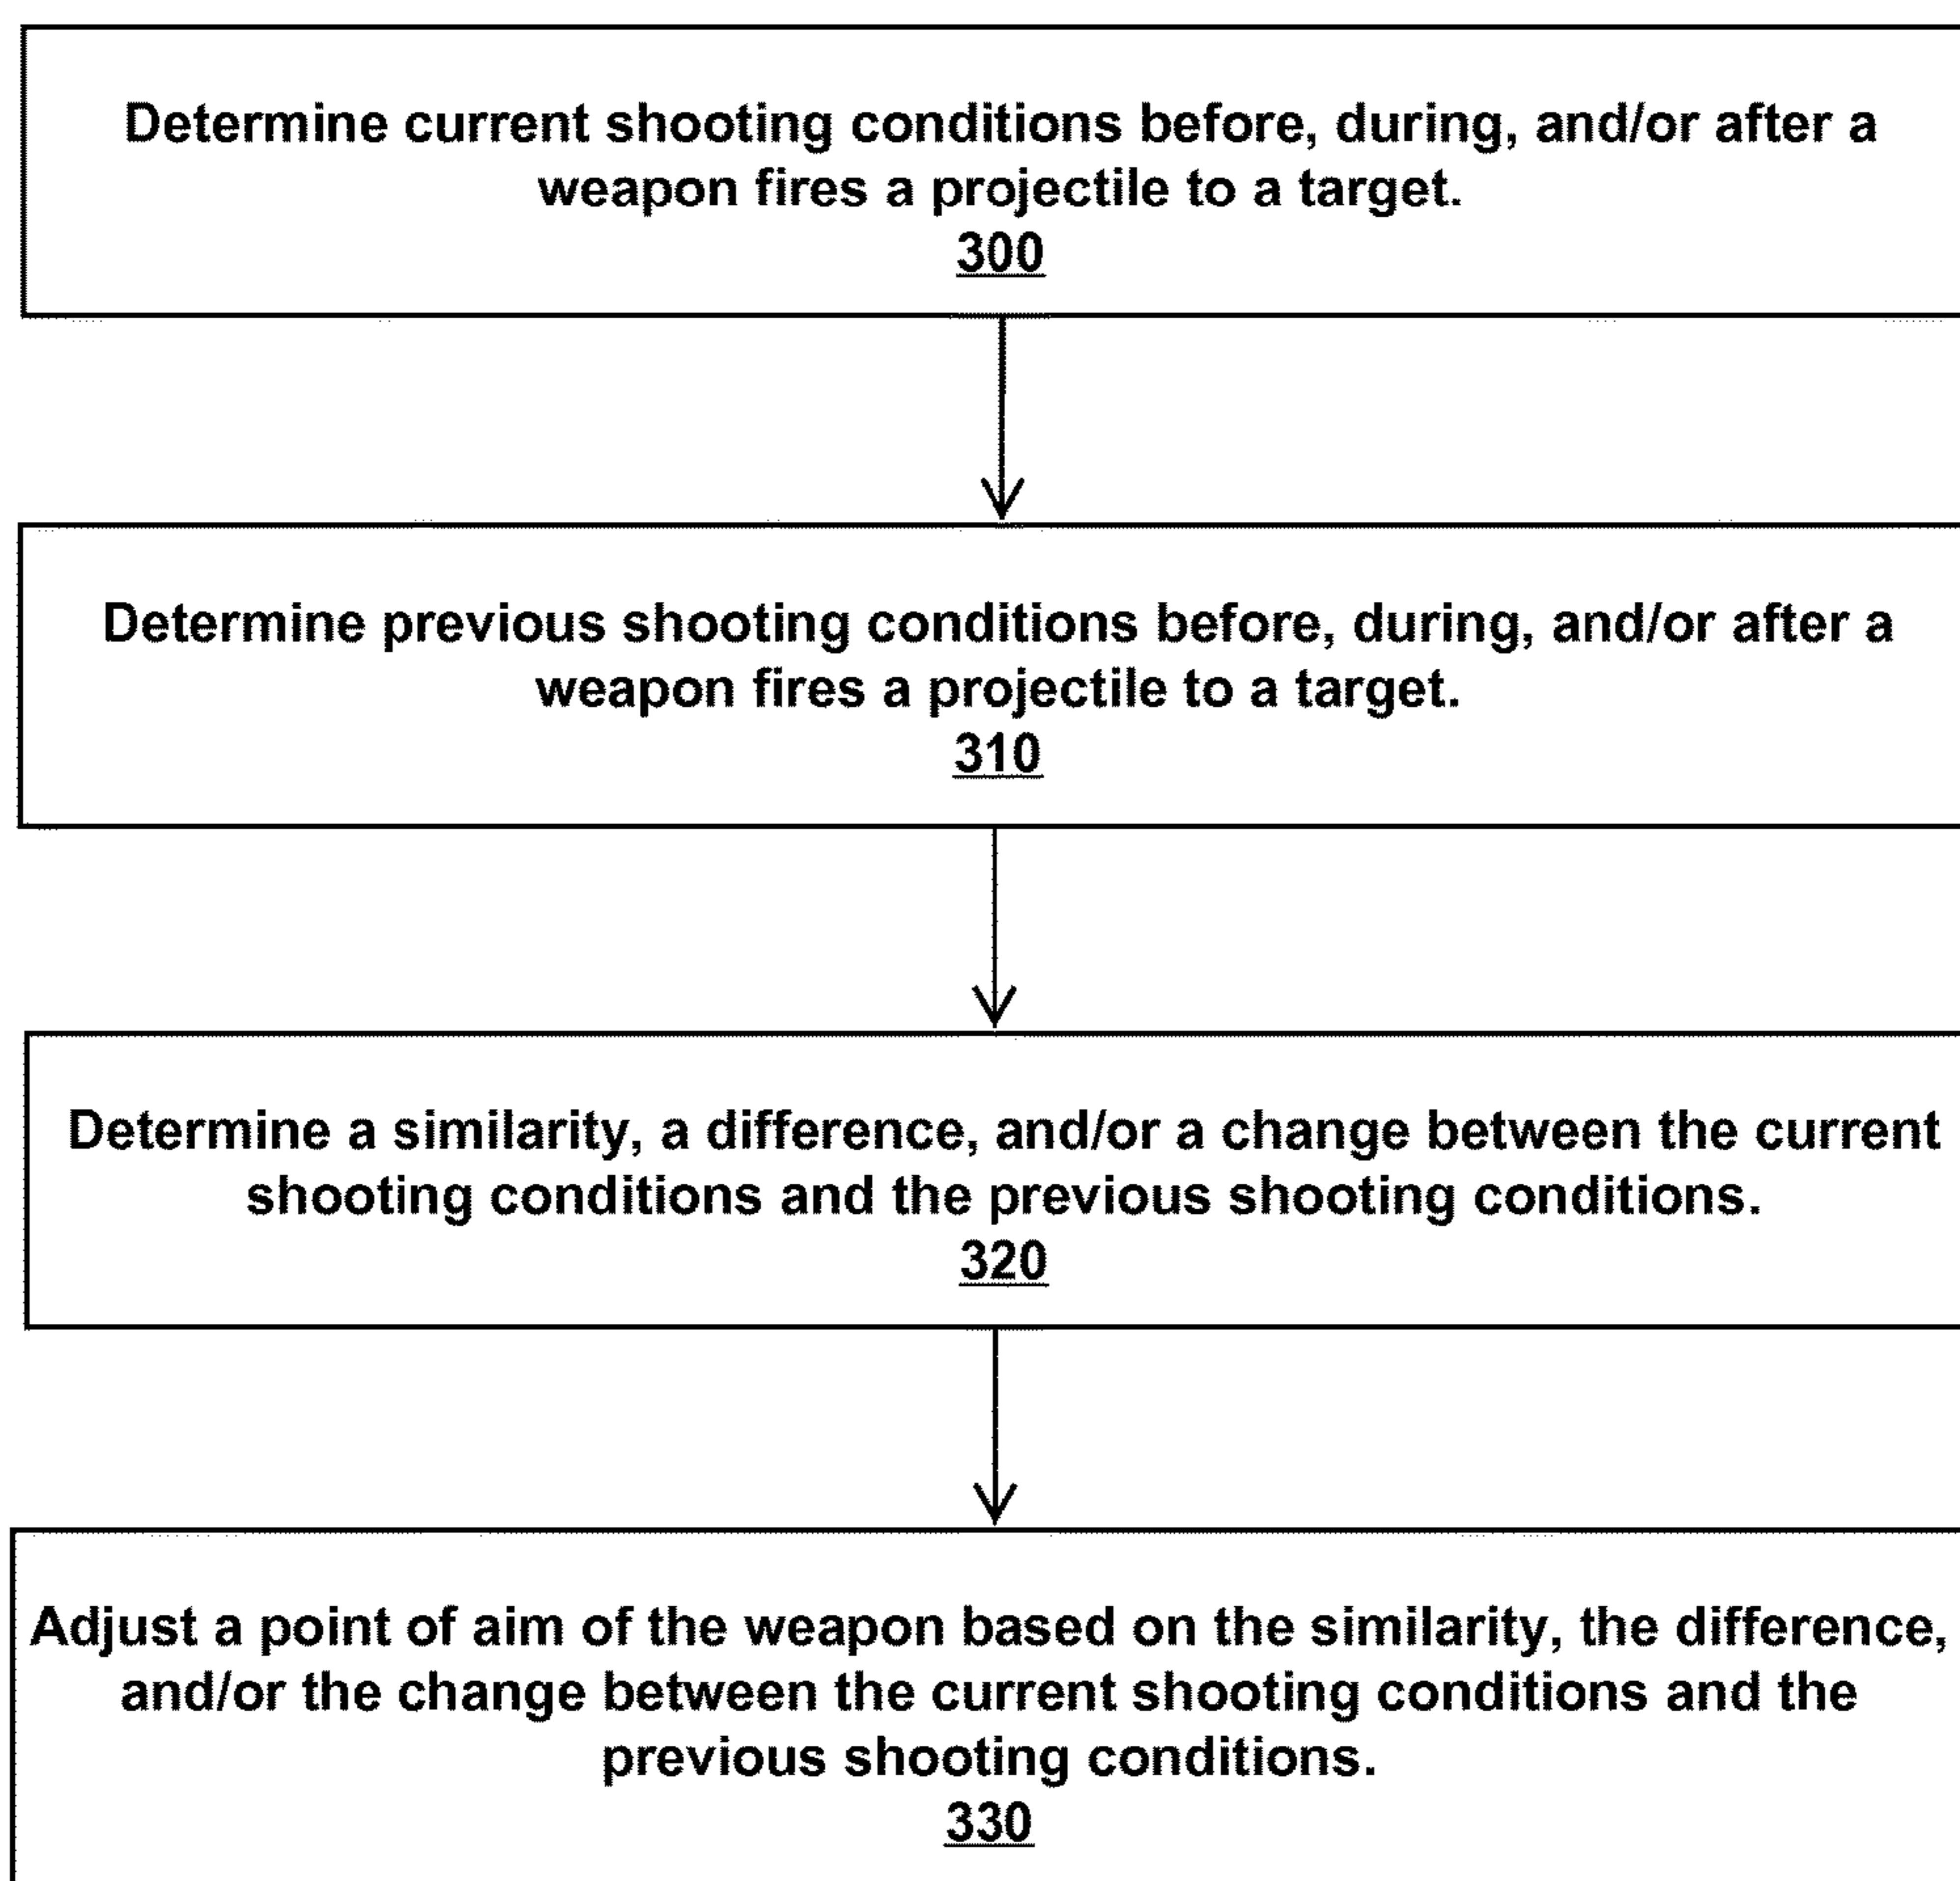 Determine current shooting conditions before, during, and/or after a
weapon fires a projectile to a target.
300
Determine previous shooting conditions before, during, and/or after a
weapon fires a projectile to a target.
310
Determine a similarity, a difference, and/or a change between the current
shooting conditions and the previous shooting conditions.
320
Adjust a point of aim of the weapon based on the similarity, the difference,
and/or the change between the current shooting conditions and the
previous shooting conditions.
330